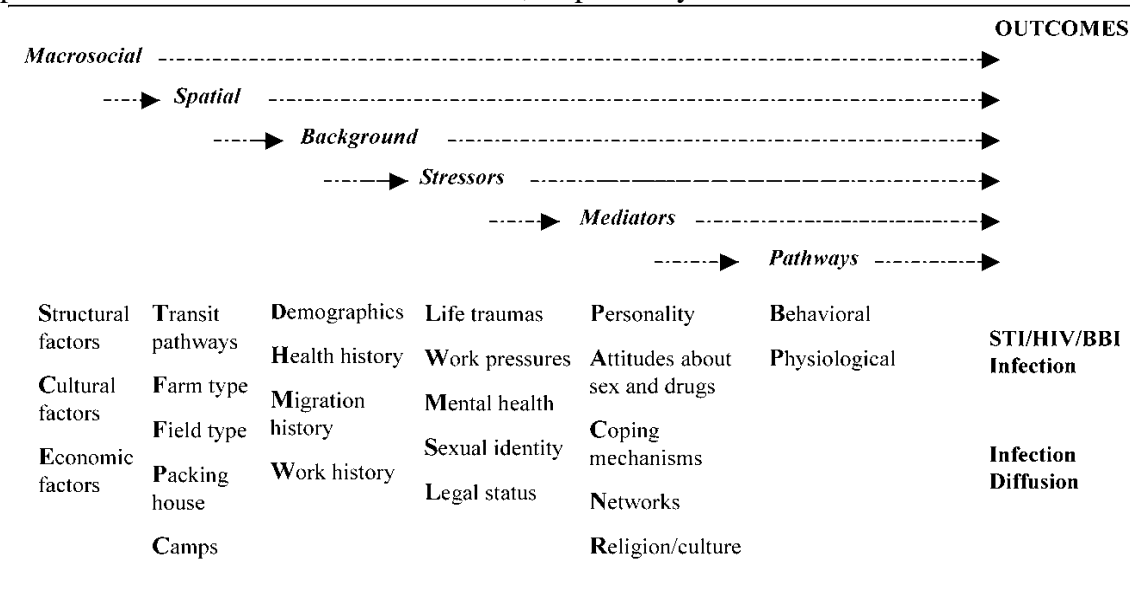 OUTCOMES
Macrosocial
Spatial
Background
Stressors
Mediators
Pathways
Structural
factors
Cultural
factors
Economic
factors
Transit
pathways
Farm type
Field type
Packing
house
Camps
Demographics
Health history
Migration
history
Work history
Life traumas
Work pressures
Mental health
Sexual identity
Legal status
Personality
Attitudes about
sex and drugs
Coping
mechanisms
Networks
Religion/culture
Behavioral
Physiological
STI/HIV/BBI
Infection
Infection
Diffusion